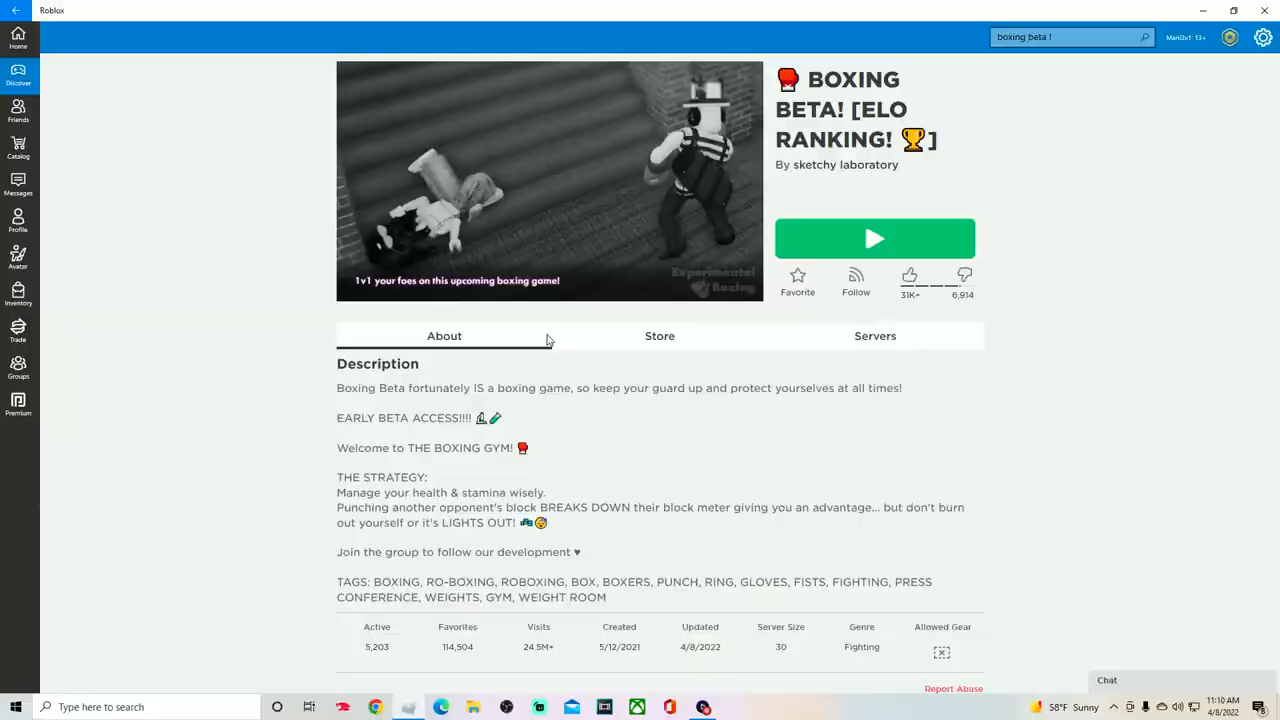 Roblox
Home
boxing beta !
Mani2x1: 13+
Discover
Friends
Catalog
Messages
Profile
Avatar
Inventory
Trade
Groups
Premium
1v1 your foes on this upcoming boxing game!
Experimental
Boxing
🥊 BOXING
BETA! [ELO
RANKING! 🏆]
By sketchy laboratory
Favorite
Follow
31K+
6,914
About
Store
Servers
Description
Boxing Beta fortunately IS a boxing game, so keep your guard up and protect yourselves at all times!
EARLY BETA ACCESS!!!!
Welcome to THE BOXING GYM! 🥊
THE STRATEGY:
Manage your health & stamina wisely.
Punching another opponent's block BREAKS DOWN their block meter giving you an advantage... but don't burn
out yourself or it's LIGHTS OUT!
Join the group to follow our development ♥
TAGS: BOXING, RO-BOXING, ROBOXING, BOX, BOXERS, PUNCH, RING, GLOVES, FISTS, FIGHTING, PRESS
CONFERENCE, WEIGHTS, GYM, WEIGHT ROOM
Active Favorites Visits Created Updated Server Size Genre Allowed Gear
5,203 114,504 24.5M+ 5/12/2021 4/8/2022 30 Fighting
Report Abuse
Chat
Type here to search
58°F Sunny
11:10 AM
4/8/2022